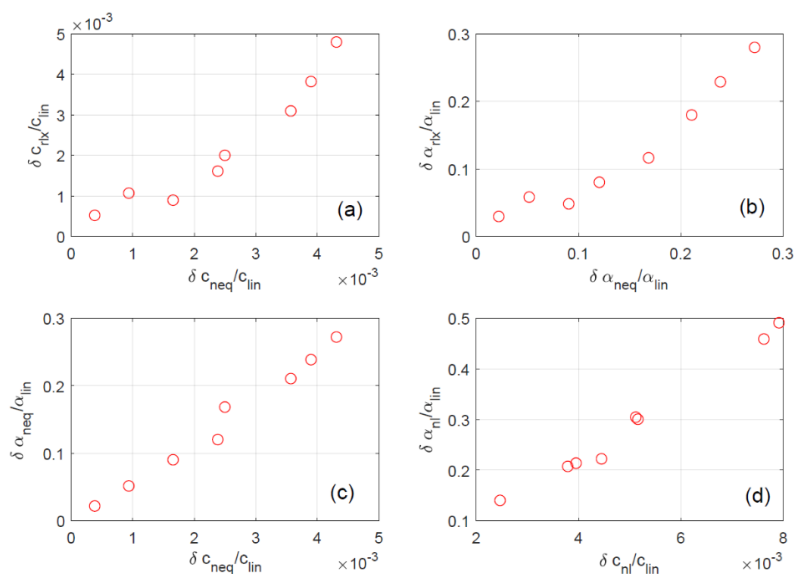 ×10⁻³
5
4
3
2
1
0
0 1 2 3 4 5
×10⁻³
δ c_rlx/c_lin
δ c_neq/c_lin
(a)
0.3
0.2
0.1
0
0 0.1 0.2 0.3
δ α_rlx/α_lin
δ α_neq/α_lin
(b)
0.3
0.2
0.1
0
0 1 2 3 4 5
×10⁻³
δ α_neq/α_lin
δ c_neq/c_lin
(c)
0.5
0.4
0.3
0.2
0.1
2 4 6 8
×10⁻³
δ α_nl/α_lin
δ c_nl/c_lin
(d)